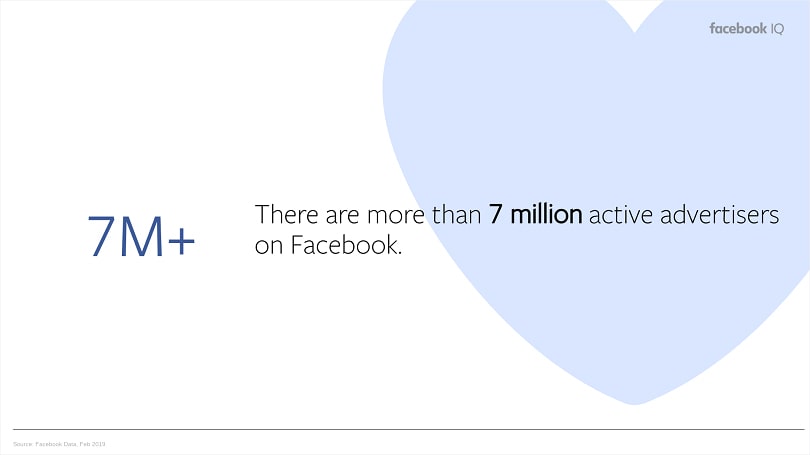 facebook IQ
7M+
There are more than 7 million active advertisers
on Facebook.
Source: Facebook Data, Feb 2019